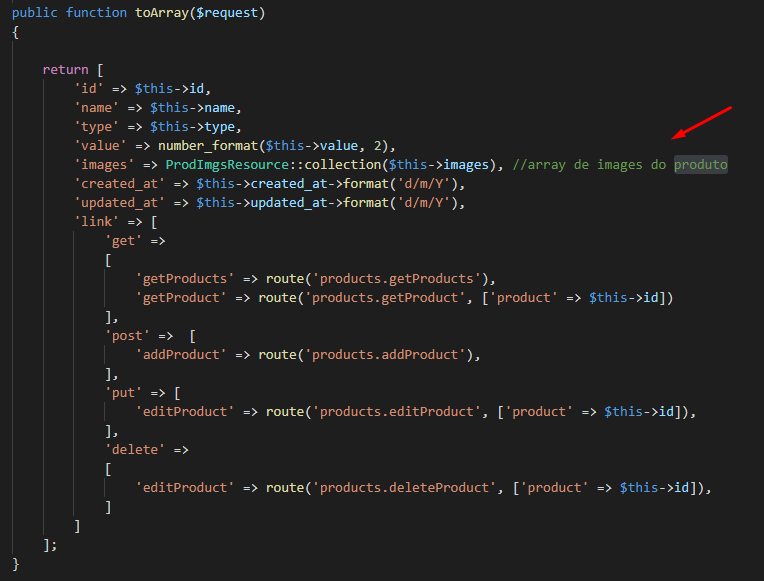 public function toArray($request)
{
return [
'id' => $this->id,
'name' => $this->name,
'type' => $this->type,
'value' => number_format($this->value, 2),
'images' => ProdImgsResource::collection($this->images), //array de images do produto
'created_at' => $this->created_at->format('d/m/Y'),
'updated_at' => $this->updated_at->format('d/m/Y'),
'link' => [
'get' =>
[
'getProducts' => route('products.getProducts'),
'getProduct' => route('products.getProduct', ['product' => $this->id])
],
'post' =>  [
'addProduct' => route('products.addProduct'),
],
'put' => [
'editProduct' => route('products.editProduct', ['product' => $this->id]),
],
'delete' =>
[
'editProduct' => route('products.deleteProduct', ['product' => $this->id]),
]
]
];
}